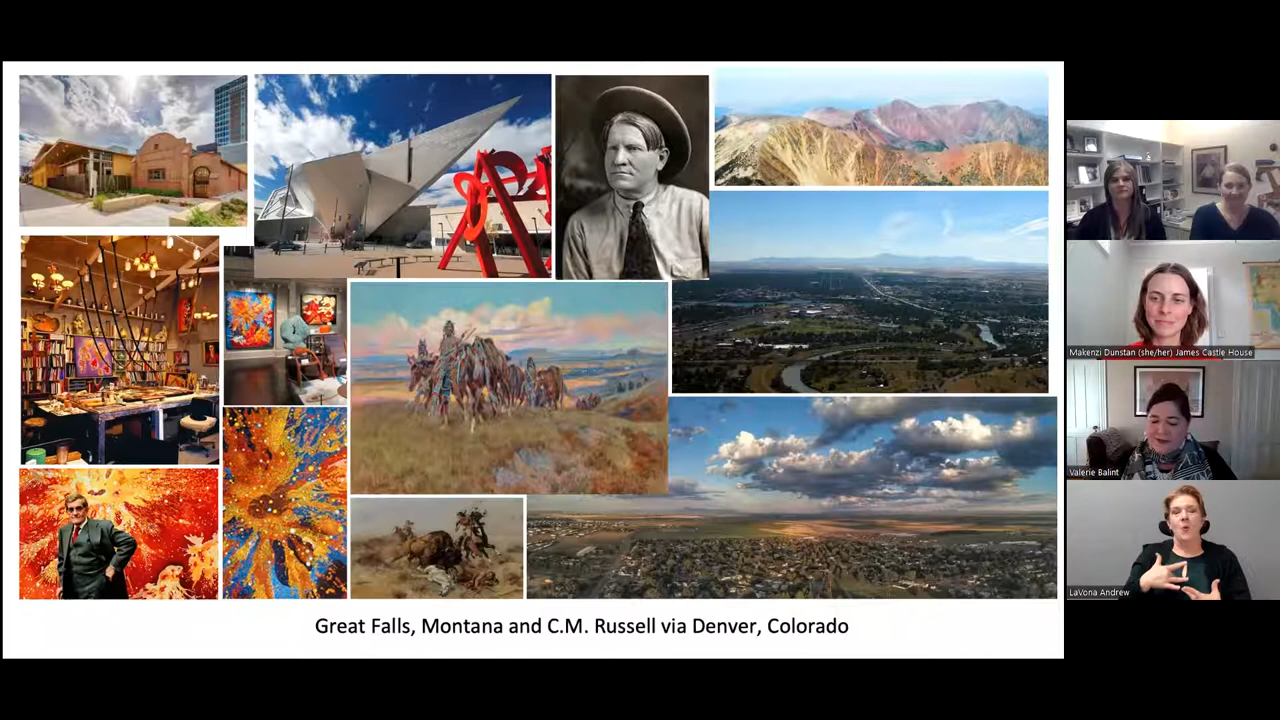 Great Falls, Montana and C.M. Russell via Denver, Colorado
Makenzi Dunstan (she/her) James Castle House
Valerie Balint
LaVona Andrew